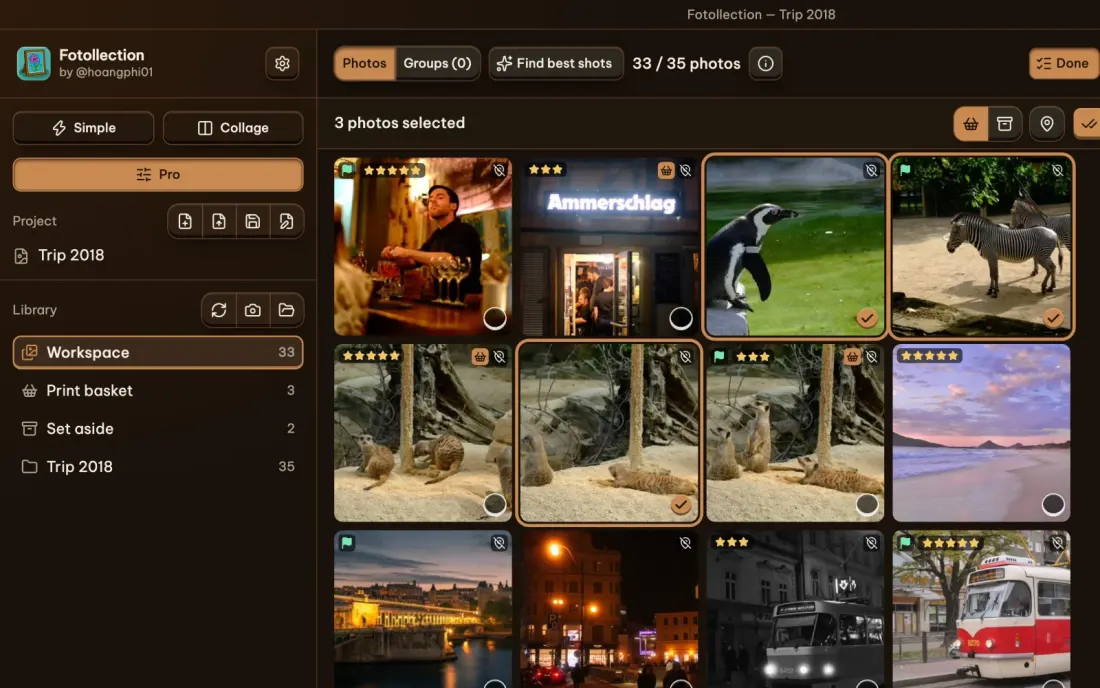 Fotollection — Trip 2018
Fotollection
by @hoangphi01
Photos
Groups (0)
Find best shots
33 / 35 photos
Done
Simple
Collage
3 photos selected
Pro
Project
Trip 2018
Library
Workspace 33
Print basket 3
Set aside 2
Trip 2018 35
Ammerschlag